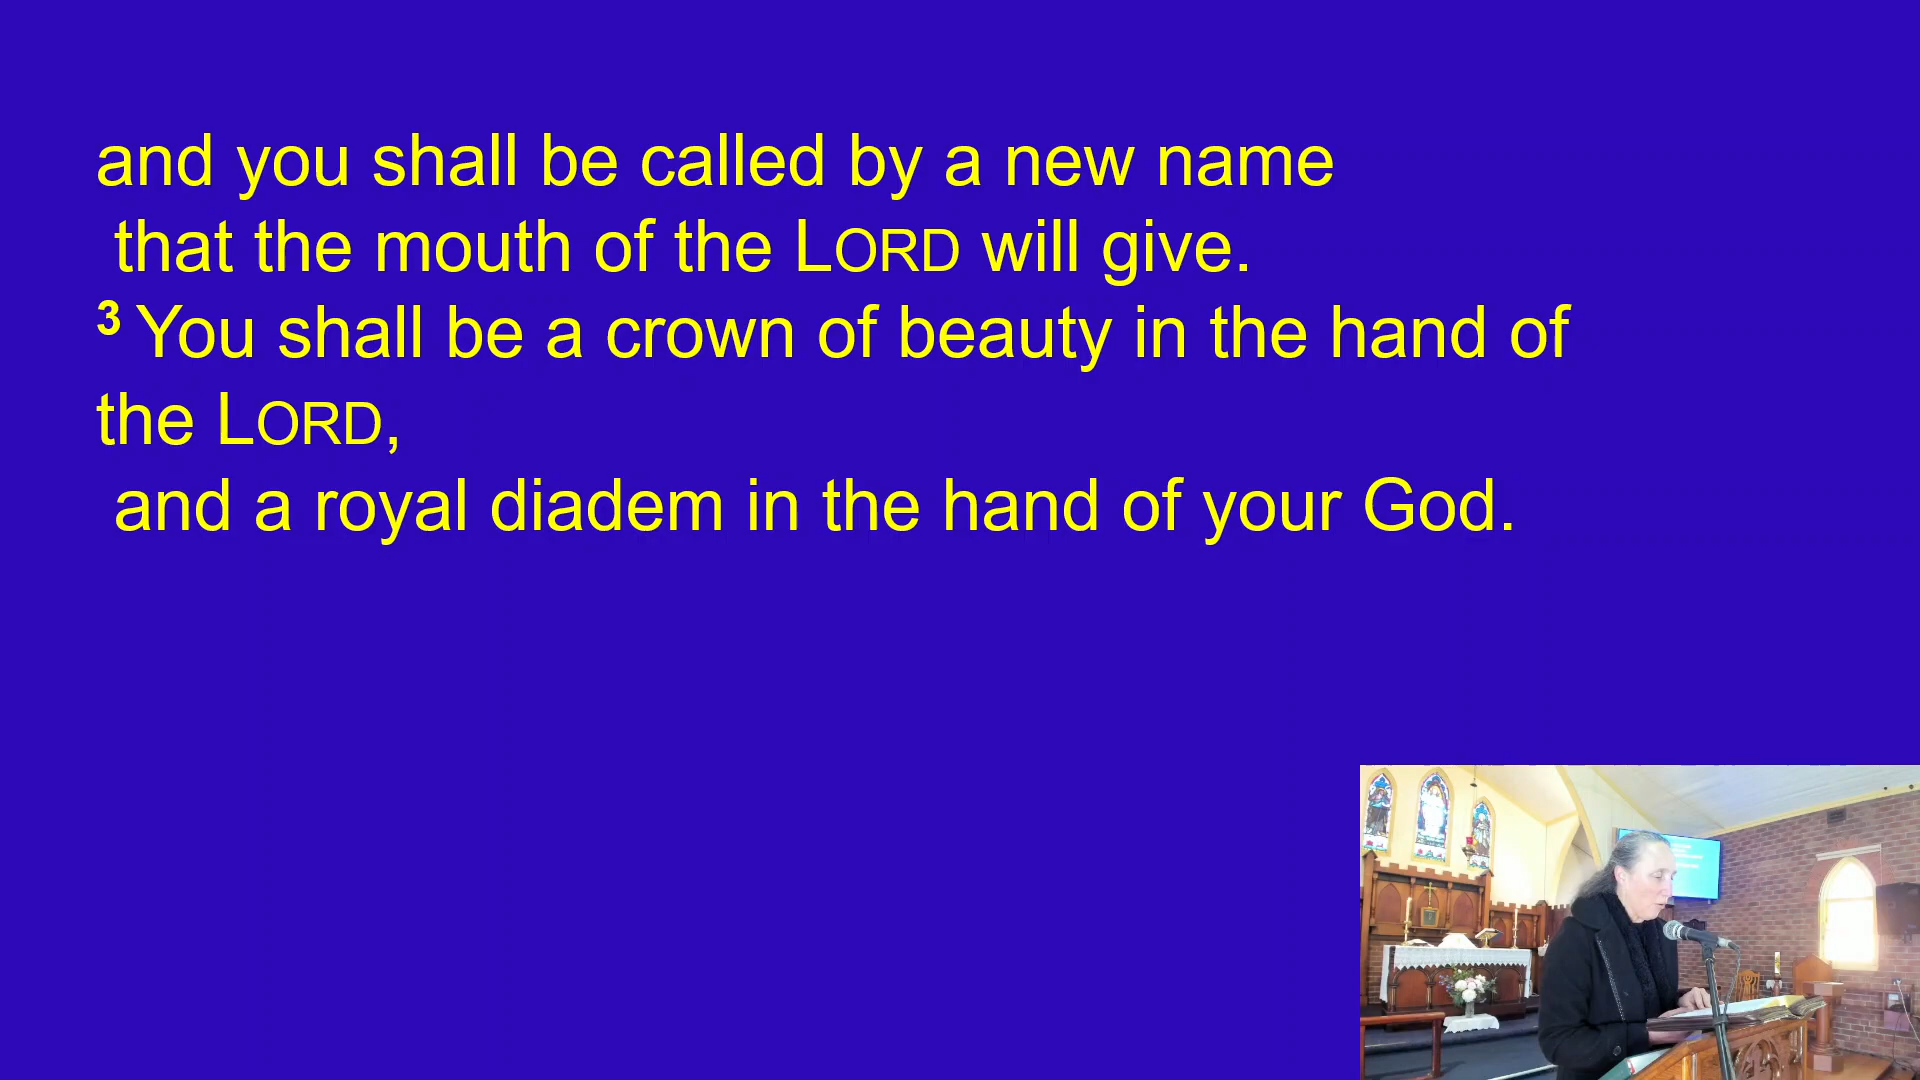 and you shall be called by a new name
that the mouth of the LORD will give.
3 You shall be a crown of beauty in the hand of
the LORD,
and a royal diadem in the hand of your God.